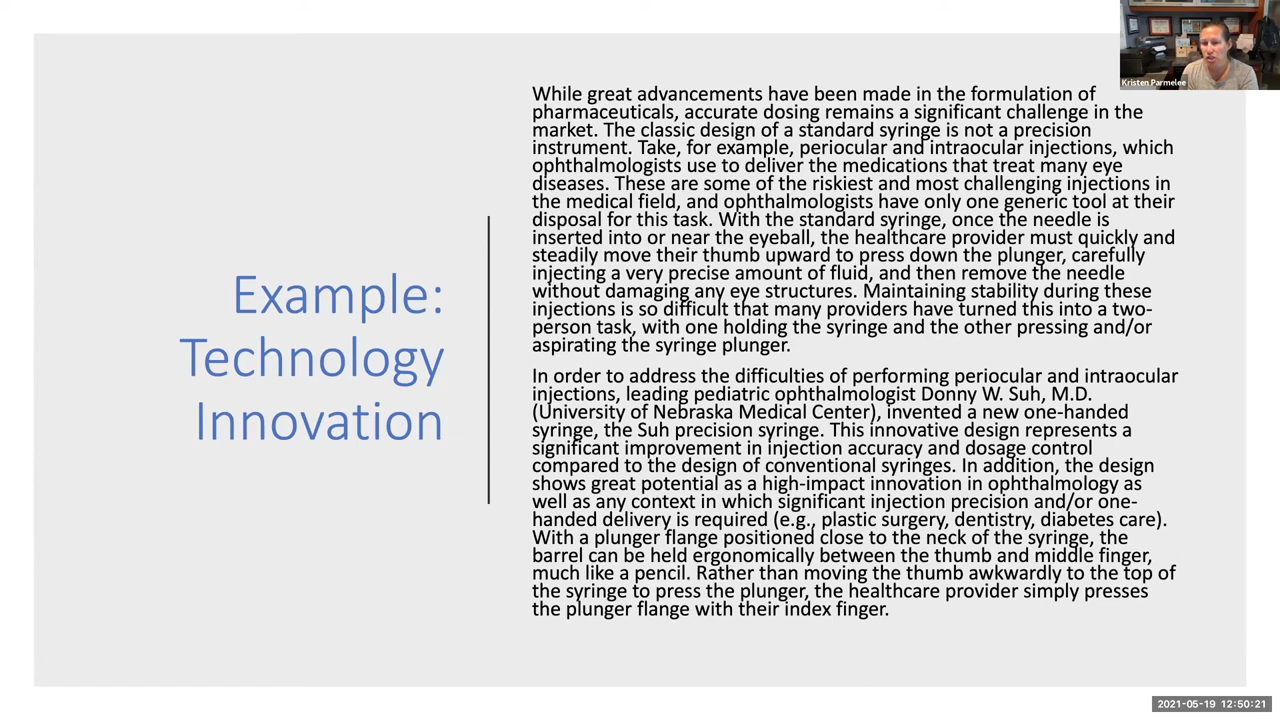 Kristen Parmelee
Example:
Technology
Innovation
While great advancements have been made in the formulation of
pharmaceuticals, accurate dosing remains a significant challenge in the
market. The classic design of a standard syringe is not a precision
instrument. Take, for example, periocular and intraocular injections, which
ophthalmologists use to deliver the medications that treat many eye
diseases. These are some of the riskiest and most challenging injections in
the medical field, and ophthalmologists have only one generic tool at their
disposal for this task. With the standard syringe, once the needle is
inserted into or near the eyeball, the healthcare provider must quickly and
steadily move their thumb upward to press down the plunger, carefully
injecting a very precise amount of fluid, and then remove the needle
without damaging any eye structures. Maintaining stability during these
injections is so difficult that many providers have turned this into a two-
person task, with one holding the syringe and the other pressing and/or
aspirating the syringe plunger.
In order to address the difficulties of performing periocular and intraocular
injections, leading pediatric ophthalmologist Donny W. Suh, M.D.
(University of Nebraska Medical Center), invented a new one-handed
syringe, the Suh precision syringe. This innovative design represents a
significant improvement in injection accuracy and dosage control
compared to the design of conventional syringes. In addition, the design
shows great potential as a high-impact innovation in ophthalmology as
well as any context in which significant injection precision and/or one-
handed delivery is required (e.g., plastic surgery, dentistry, diabetes care).
With a plunger flange positioned close to the neck of the syringe, the
barrel can be held ergonomically between the thumb and middle finger,
much like a pencil. Rather than moving the thumb awkwardly to the top of
the syringe to press the plunger, the healthcare provider simply presses
the plunger flange with their index finger.
2021-05-19 12:50:21